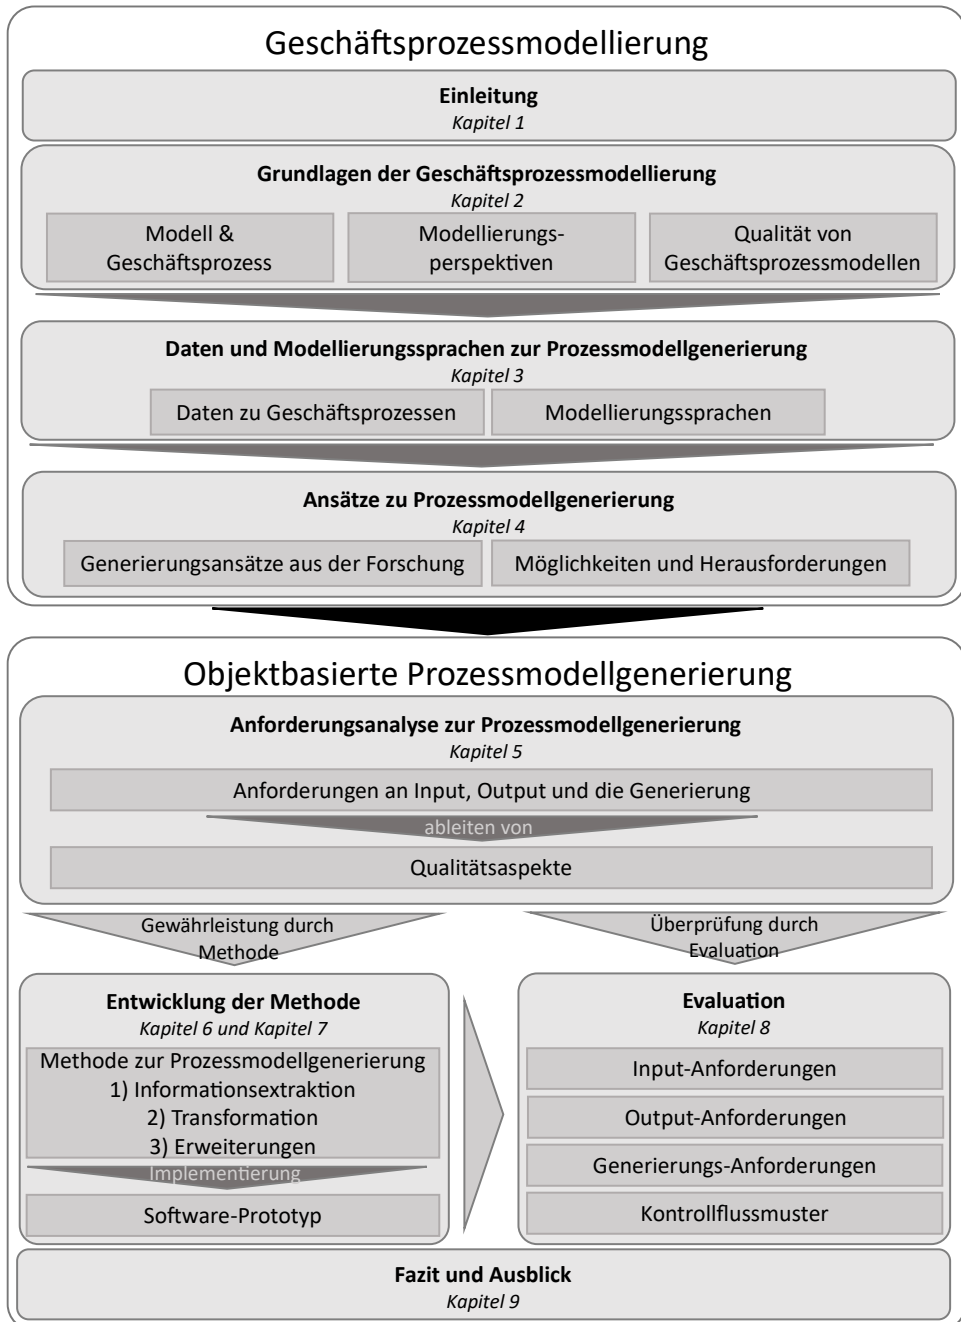 Geschäftsprozessmodellierung
Einleitung
Kapitel 1
Grundlagen der Geschäftsprozessmodellierung
Kapitel 2
Modell &
Geschäftsprozess
Modellierungs-
perspektiven
Qualität von
Geschäftsprozessmodellen
Daten und Modellierungssprachen zur Prozessmodellgenerierung
Kapitel 3
Daten zu Geschäftsprozessen
Modellierungssprachen
Ansätze zu Prozessmodellgenerierung
Kapitel 4
Generierungsansätze aus der Forschung
Möglichkeiten und Herausforderungen
Objektbasierte Prozessmodellgenerierung
Anforderungsanalyse zur Prozessmodellgenerierung
Kapitel 5
Anforderungen an Input, Output und die Generierung
ableiten von
Qualitätsaspekte
Gewährleistung durch
Methode
Überprüfung durch
Evaluation
Entwicklung der Methode
Kapitel 6 und Kapitel 7
Methode zur Prozessmodellgenerierung
1) Informationsextraktion
2) Transformation
3) Erweiterungen
Implementierung
Software-Prototyp
Evaluation
Kapitel 8
Input-Anforderungen
Output-Anforderungen
Generierungs-Anforderungen
Kontrollflussmuster
Fazit und Ausblick
Kapitel 9